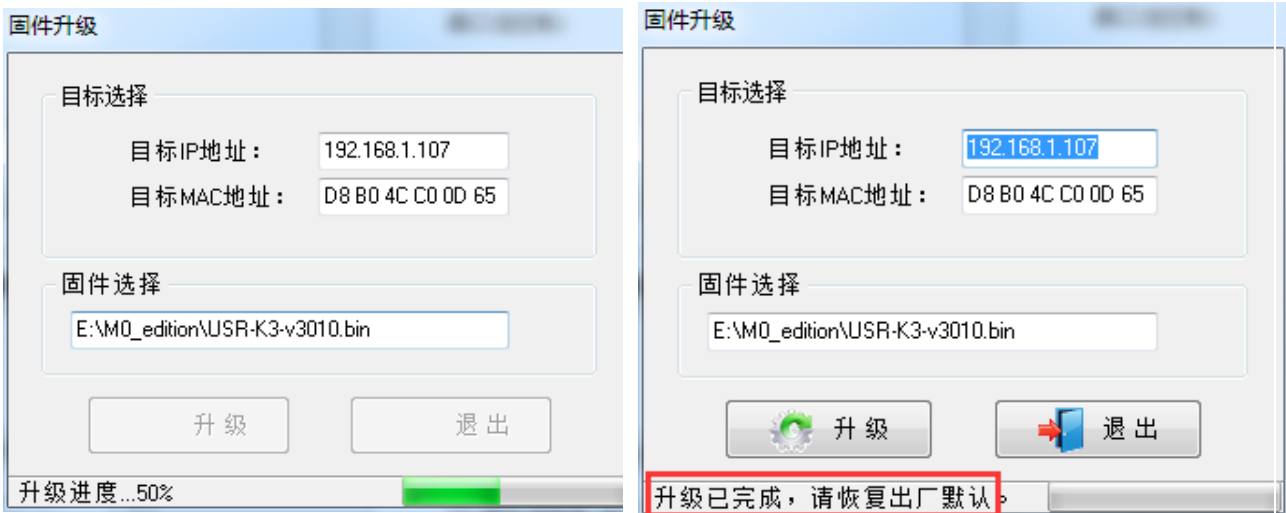 固件升级
目标选择
目标IP地址： 192.168.1.107
目标MAC地址： D8 B0 4C C0 0D 65
固件选择
E:\M0_edition\USR-K3-v3010.bin
升级 退出
升级进度...50%
固件升级
目标选择
目标IP地址： 192.168.1.107
目标MAC地址： D8 B0 4C C0 0D 65
固件选择
E:\M0_edition\USR-K3-v3010.bin
升级 退出
升级已完成，请恢复出厂默认。